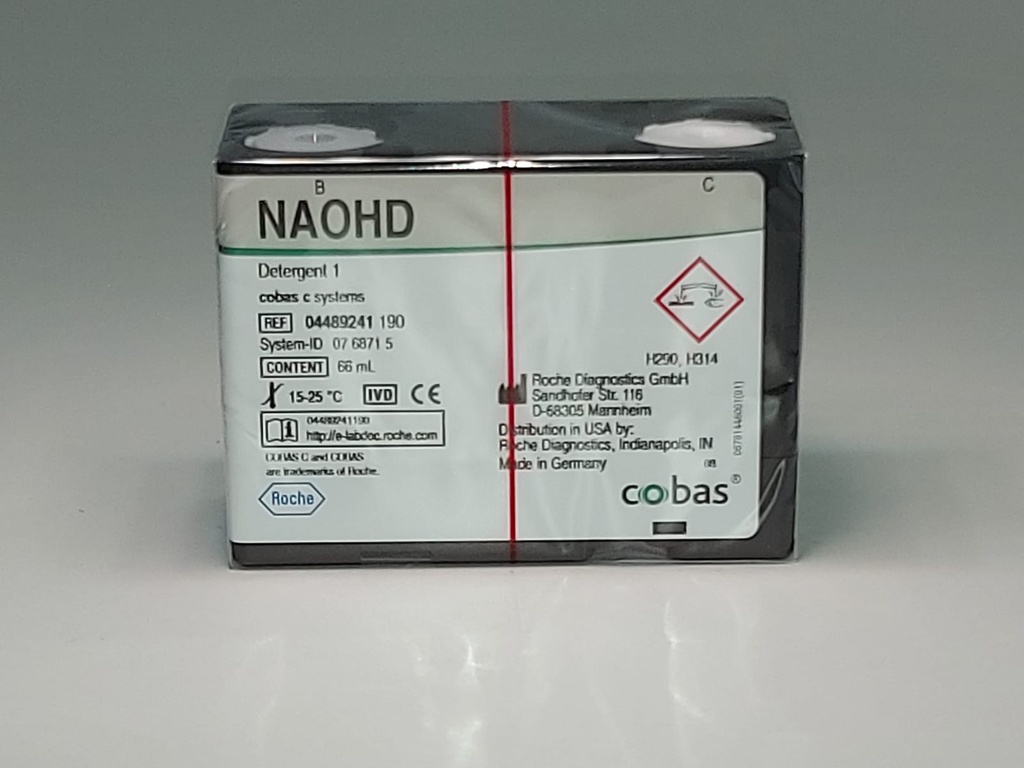 B
C
NAOHD
Detergent 1
cobas c systems
REF 04489241 190
System-ID 07 6871 5
CONTENT 66 mL
15-25 °C IVD CE
04489241190
http://e-labdoc.roche.com
COBAS C and COBAS
are trademarks of Roche.
Roche
H290, H314
Roche Diagnostics GmbH
Sandhofer Str. 116
D-68305 Mannheim
Distribution in USA by:
Roche Diagnostics, Indianapolis, IN
Made in Germany
cobas®